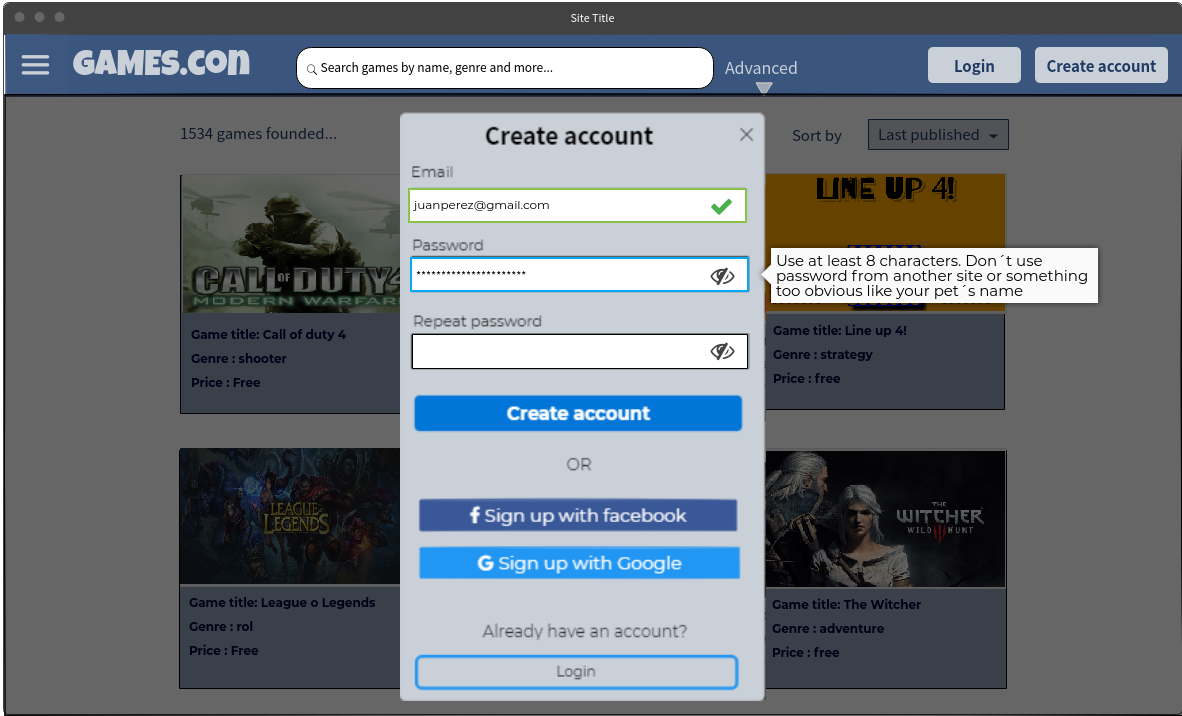 Site Title
GAMES.con
Search games by name, genre and more...
Advanced
Login
Create account
1534 games founded...
Sort by
Last published
Create account
Email
juanperez@gmail.com
Password
**********************
Use at least 8 characters. Don´t use
password from another site or something
too obvious like your pet´s name
Repeat password
Create account
OR
Sign up with facebook
Sign up with Google
Already have an account?
Login
CALL OF DUTY 4
MODERN WARFAR
Game title: Call of duty 4
Genre : shooter
Price : Free
LINE UP 4!
Game title: Line up 4!
Genre : strategy
Price : free
LEAGUE
of
LEGENDS
Game title: League o Legends
Genre : rol
Price : Free
THE
WITCHER
WILD HUNT
Game title: The Witcher
Genre : adventure
Price : free